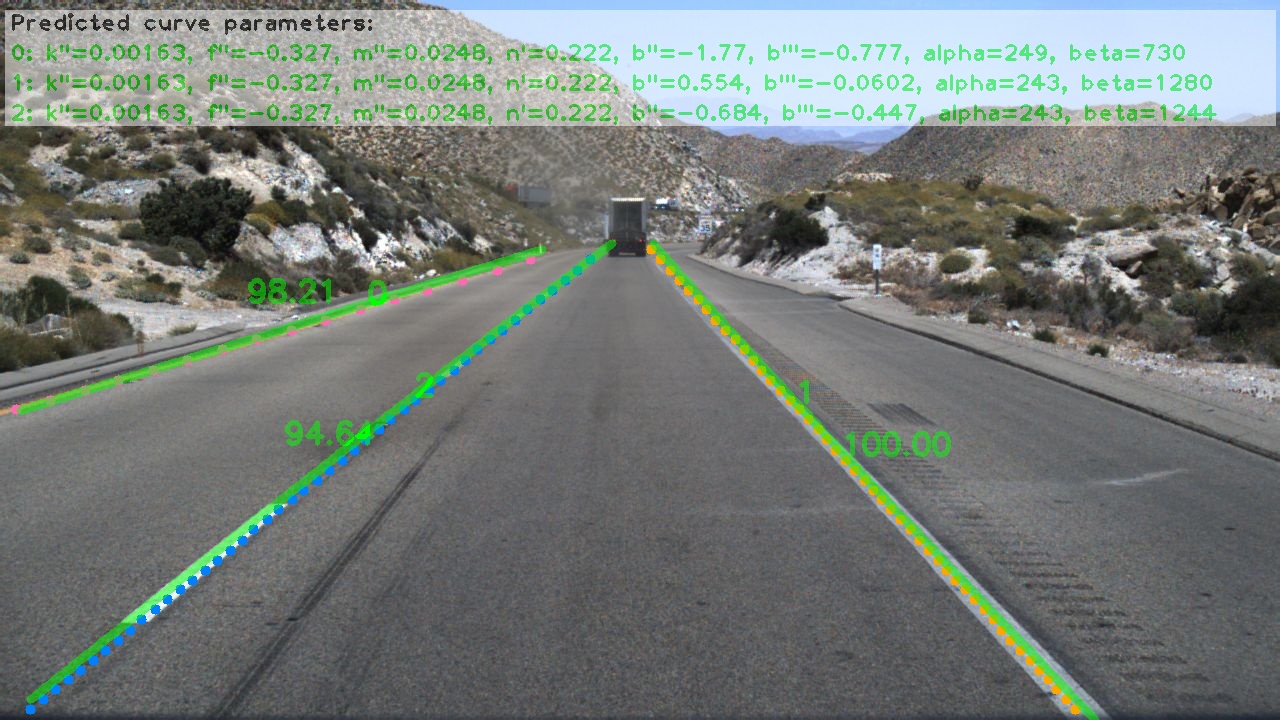 Predicted curve parameters:
0: k"=0.00163, f"=-0.327, m"=0.0248, n'=0.222, b"=-1.77, b'''=-0.777, alpha=249, beta=730
1: k"=0.00163, f"=-0.327, m"=0.0248, n'=0.222, b"=0.554, b'''=-0.0602, alpha=243, beta=1280
2: k"=0.00163, f"=-0.327, m"=0.0248, n'=0.222, b"=-0.684, b'''=-0.447, alpha=243, beta=1244
35
98.21 0
2
1
94.64
100.00